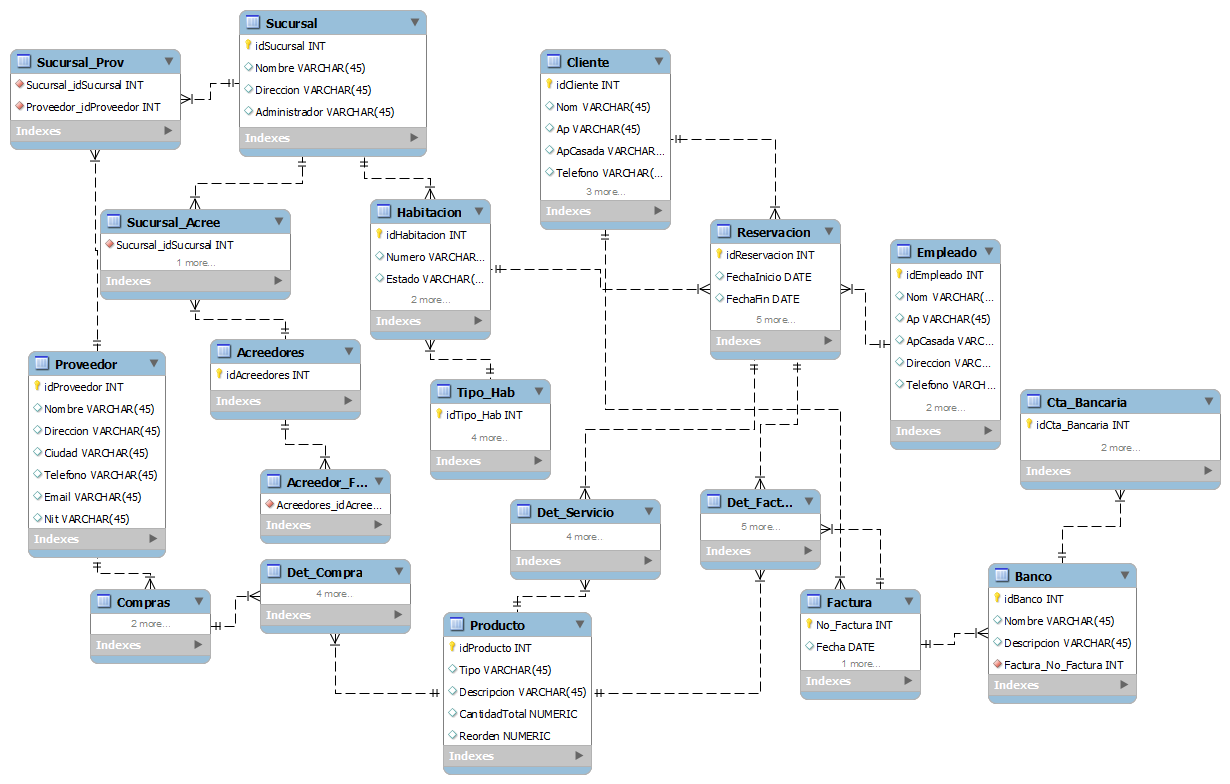 Sucursal
idSucursal INT
Nombre VARCHAR(45)
Direccion VARCHAR(45)
Administrador VARCHAR(45)
Indexes
Sucursal_Prov
Sucursal_idSucursal INT
Proveedor_idProveedor INT
Indexes
Cliente
idCliente INT
Nom VARCHAR(45)
Ap VARCHAR(45)
ApCasada VARCHAR...
Telefono VARCHAR(...
3 more...
Indexes
Sucursal_Acree
Sucursal_idSucursal INT
1 more...
Indexes
Habitacion
idHabitacion INT
Numero VARCHAR...
Estado VARCHAR(...
2 more...
Indexes
Reservacion
idReservacion INT
FechaInicio DATE
FechaFin DATE
5 more...
Indexes
Empleado
idEmpleado INT
Nom VARCHAR(...
Ap VARCHAR(45)
ApCasada VARC...
Direccion VARC...
Telefono VARCH...
2 more...
Indexes
Proveedor
idProveedor INT
Nombre VARCHAR(45)
Direccion VARCHAR(45)
Ciudad VARCHAR(45)
Telefono VARCHAR(45)
Email VARCHAR(45)
Nit VARCHAR(45)
Indexes
Acreedores
idAcreedores INT
Indexes
Tipo_Hab
idTipo_Hab INT
4 more..
Indexes
Cta_Bancaria
idCta_Bancaria INT
2 more...
Indexes
Acreedor_F...
Acreedores_idAcree...
Indexes
Det_Servicio
4 more..
Indexes
Det_Fact...
5 more...
Indexes
Det_Compra
4 more..
Indexes
Compras
2 more...
Indexes
Producto
idProducto INT
Tipo VARCHAR(45)
Descripcion VARCHAR(45)
CantidadTotal NUMERIC
Reorden NUMERIC
Indexes
Factura
No_Factura INT
Fecha DATE
1 more...
Indexes
Banco
idBanco INT
Nombre VARCHAR(45)
Descripcion VARCHAR(45)
Factura_No_Factura INT
Indexes